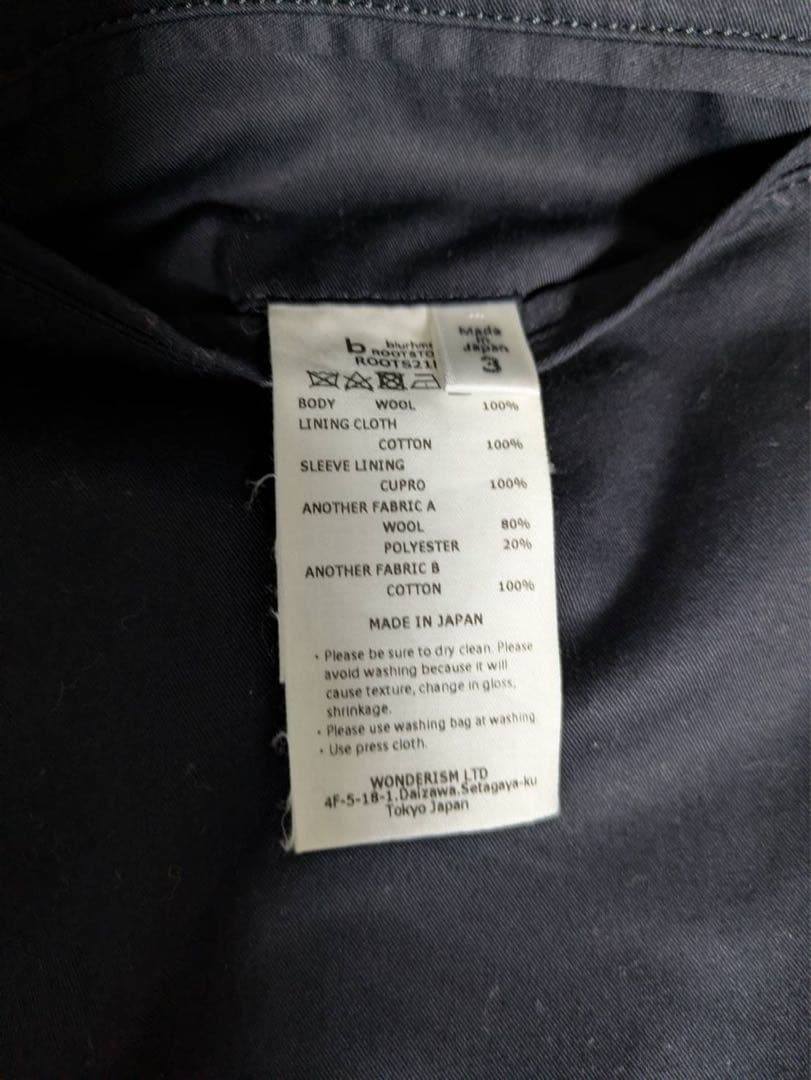 b blurhms
ROOTSTO
ROOTS21
Made
in
Japan
3
BODY WOOL 100%
LINING CLOTH
COTTON 100%
SLEEVE LINING
CUPRO 100%
ANOTHER FABRIC A
WOOL 80%
POLYESTER 20%
ANOTHER FABRIC B
COTTON 100%
MADE IN JAPAN
• Please be sure to dry clean. Please
avoid washing because it will
cause texture, change in gloss,
shrinkage.
• Please use washing bag at washing
• Use press cloth.
WONDERISM LTD
4F-5-18-1.Daizawa.Setagaya-ku
Tokyo Japan